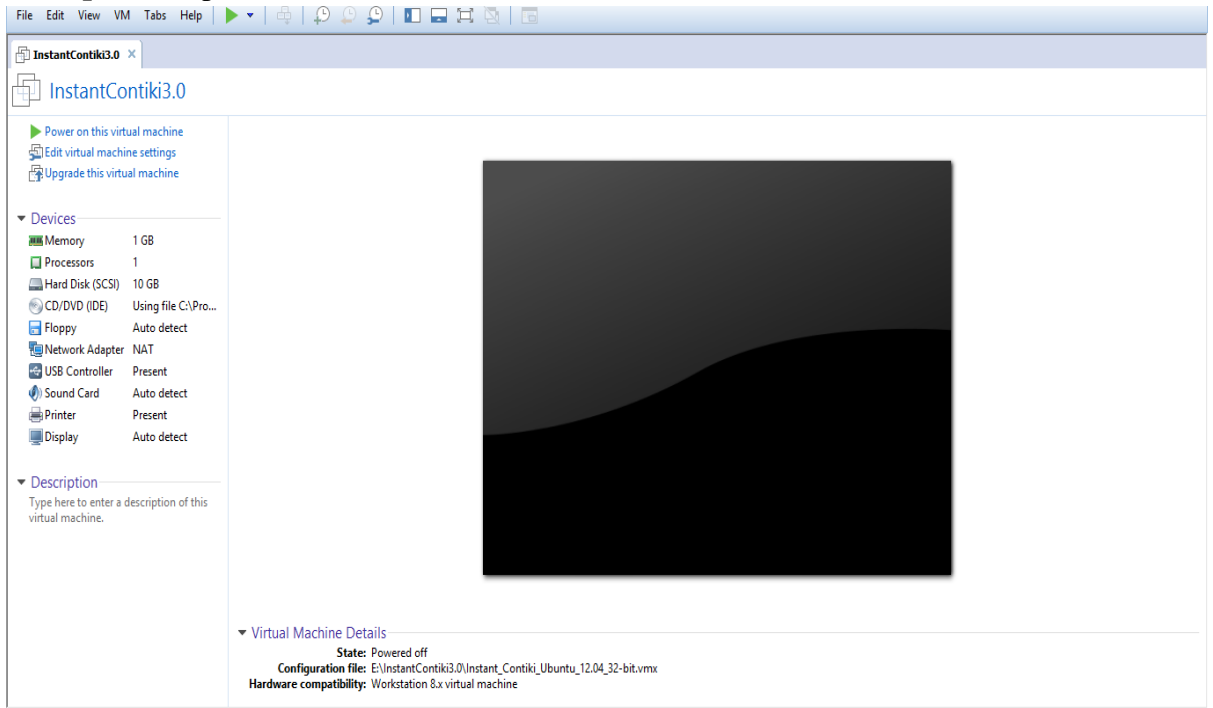 File Edit View VM Tabs Help
InstantContiki3.0
InstantContiki3.0
Power on this virtual machine
Edit virtual machine settings
Upgrade this virtual machine
Devices
Memory 1 GB
Processors 1
Hard Disk (SCSI) 10 GB
CD/DVD (IDE) Using file C:\Pro...
Floppy Auto detect
Network Adapter NAT
USB Controller Present
Sound Card Auto detect
Printer Present
Display Auto detect
Description
Type here to enter a description of this
virtual machine.
Virtual Machine Details
State: Powered off
Configuration file: E:\InstantContiki3.0\Instant_Contiki_Ubuntu_12.04_32-bit.vmx
Hardware compatibility: Workstation 8.x virtual machine